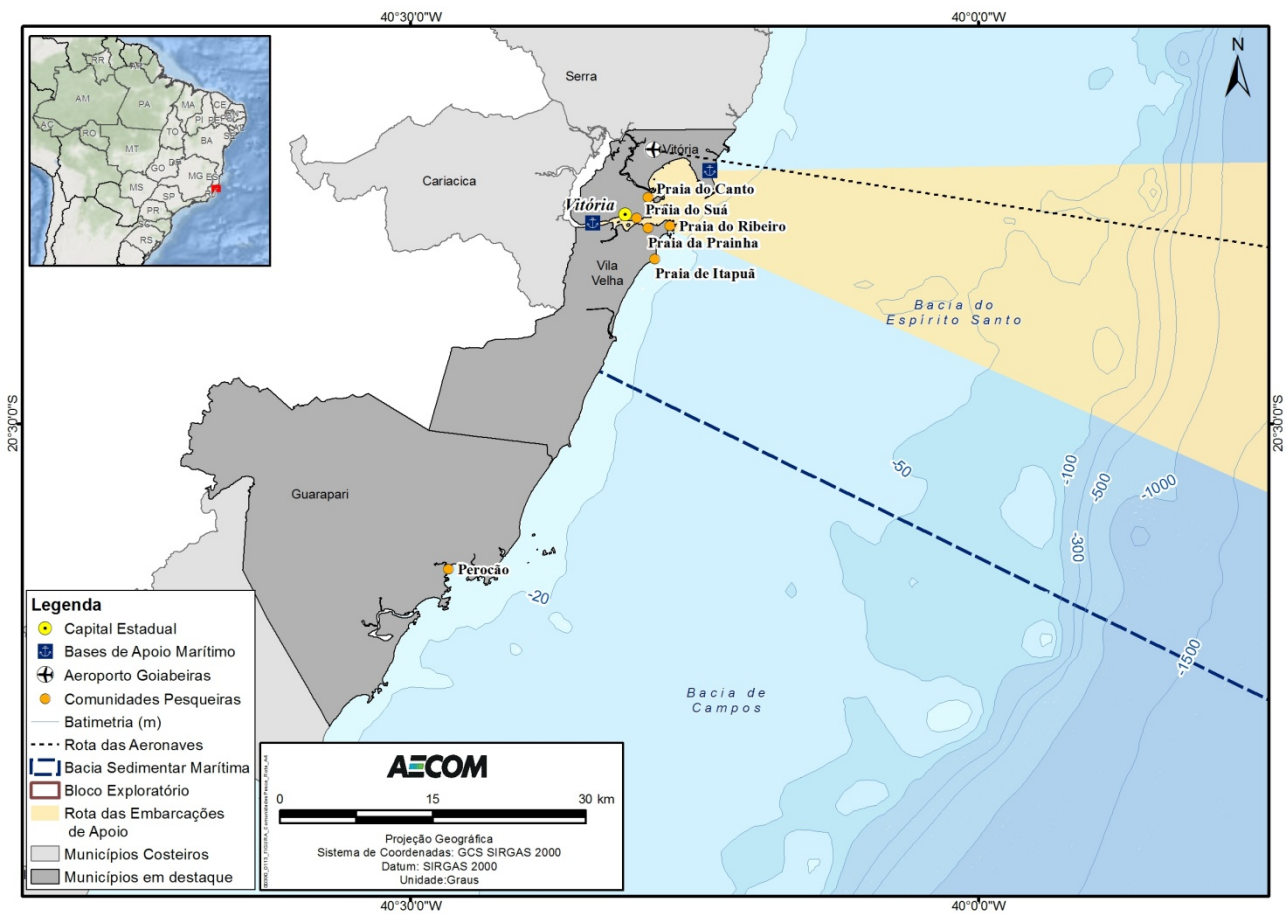 40°30'0"W
40°0'0"W
N
RR
AM
PA
MA
CE
PI
AC
RO
TO
BA
MT
GO
DF
MG
ES
MS
SP
PR
RS
Serra
Cariacica
Vitória
Vitória
Praia do Canto
Praia do Suá
Praia do Ribeiro
Praia da Prainha
Praia de Itapuã
Vila
Velha
Bacia do
Espírito Santo
20°30'0"S
20°30'0"S
-50
-100
-500
-1000
-300
Guarapari
Perocão
-20
-1500
Bacia de
Campos
Legenda
Capital Estadual
Bases de Apoio Marítimo
Aeroporto Goiabeiras
Comunidades Pesqueiras
Batimetria (m)
Rota das Aeronaves
Bacia Sedimentar Marítima
Bloco Exploratório
Rota das Embarcações
de Apoio
Municípios Costeiros
Municípios em destaque
AECOM
0 15 30 km
Projeção Geográfica
Sistema de Coordenadas: GCS SIRGAS 2000
Datum: SIRGAS 2000
Unidade:Graus
40°30'0"W
40°0'0"W